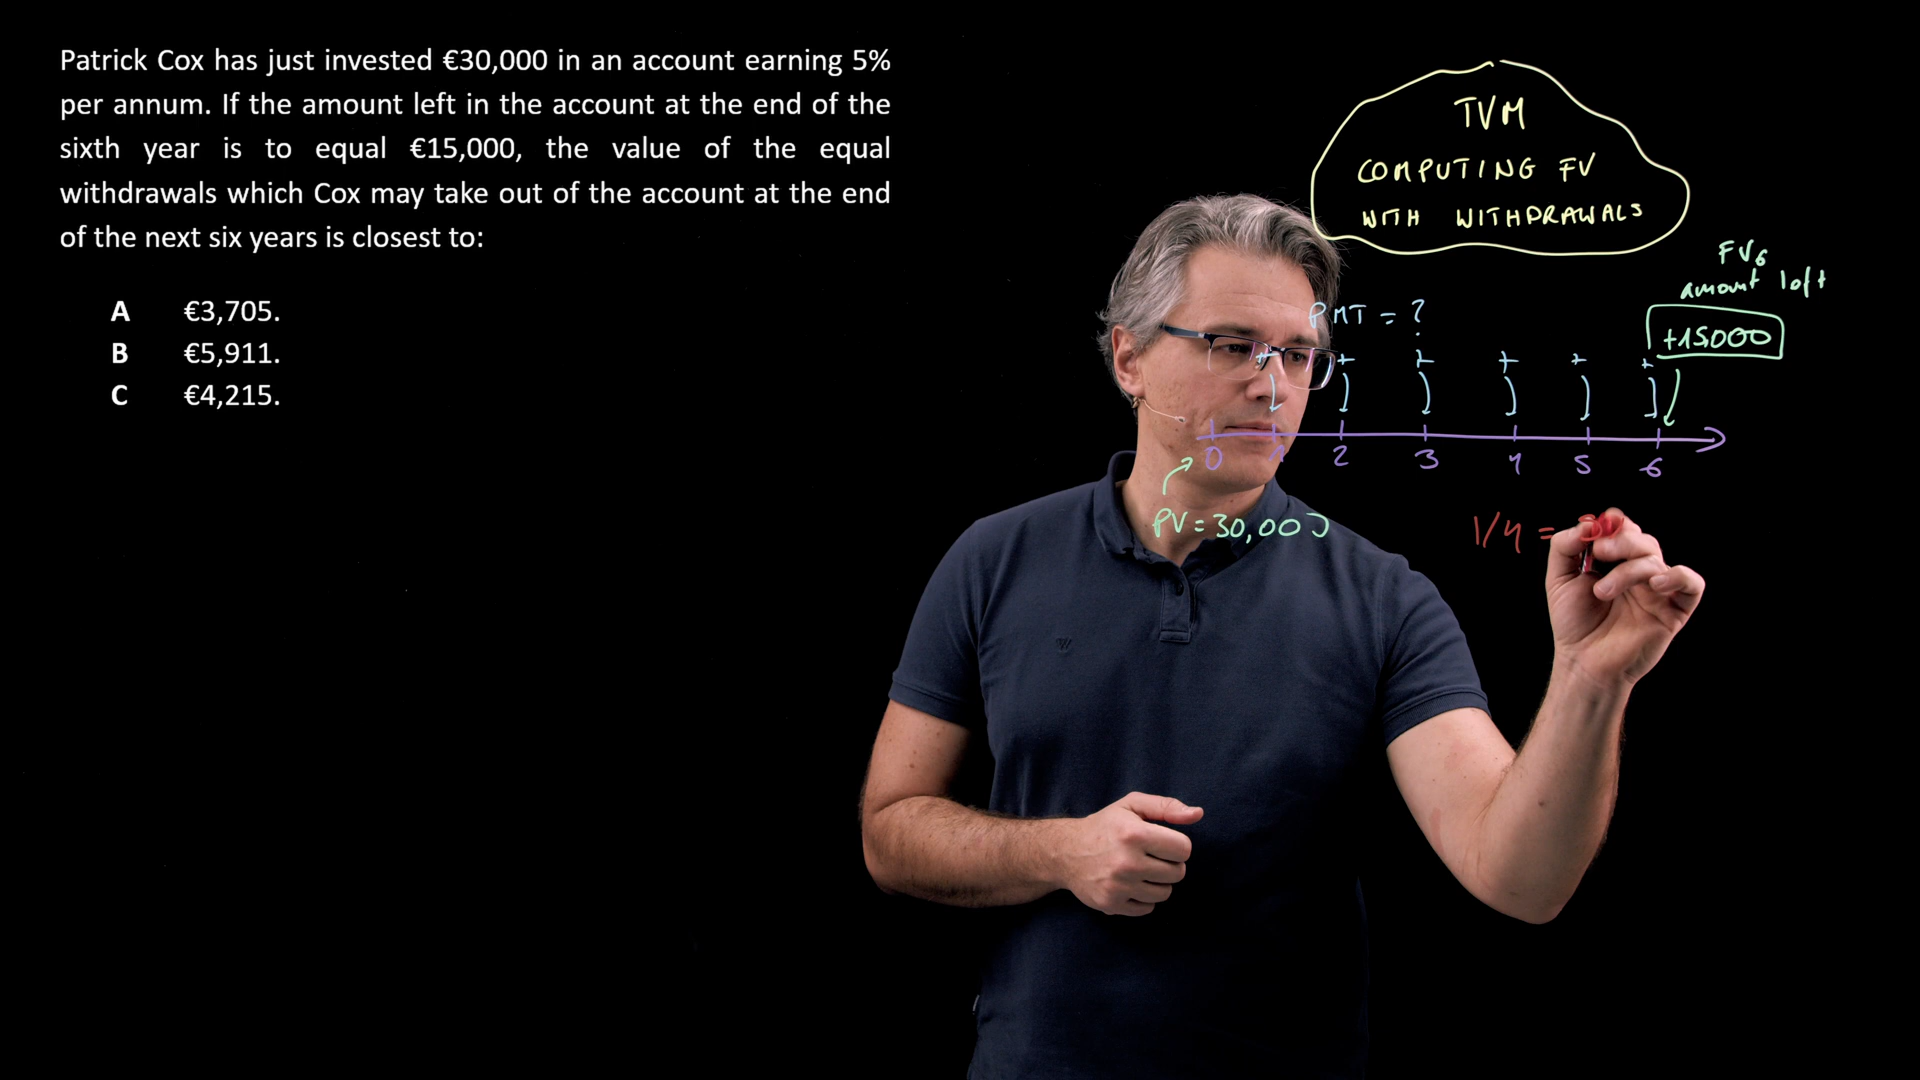 Patrick Cox has just invested €30,000 in an account earning 5%
per annum. If the amount left in the account at the end of the
sixth year is to equal €15,000, the value of the equal
withdrawals which Cox may take out of the account at the end
of the next six years is closest to:
A €3,705.
B €5,911.
C €4,215.
TVM
COMPUTING FV
WITH WITHDRAWALS
FV6
amount left
+15000
PMT = ?
+ + + + + +
0 1 2 3 4 5 6
PV = 30,000
I/Y =